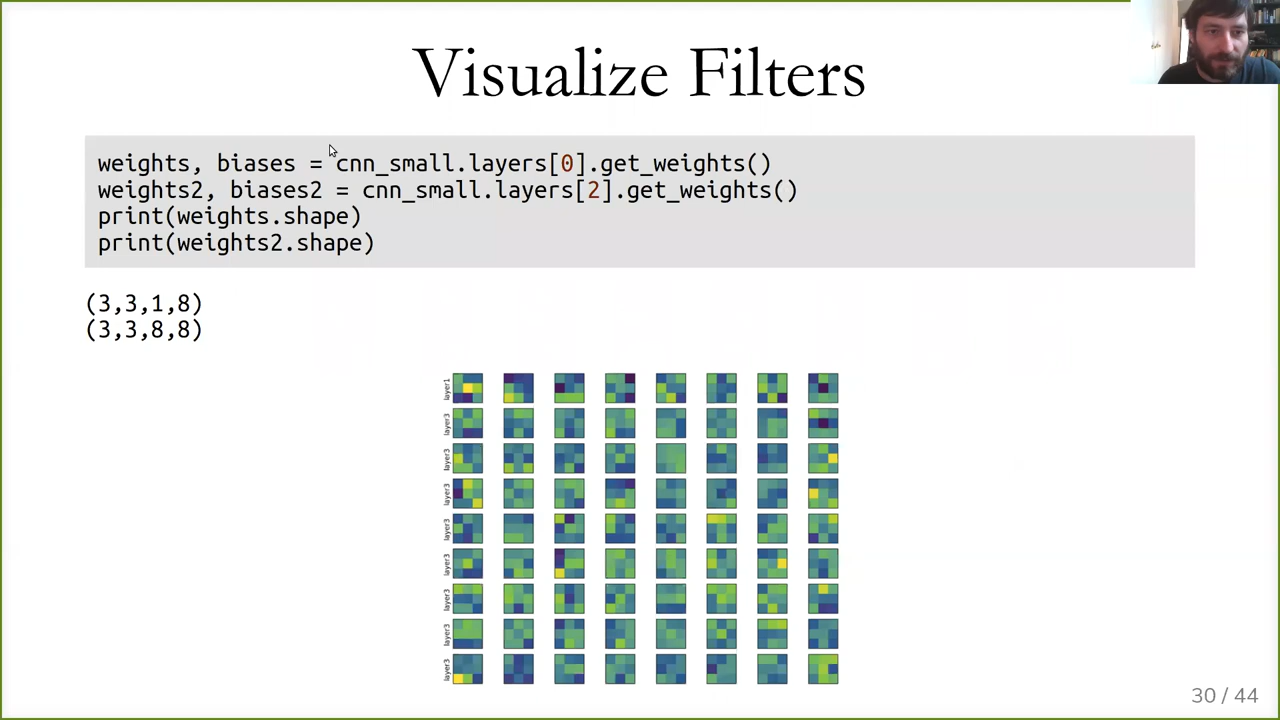 Visualize Filters
weights, biases = cnn_small.layers[0].get_weights()
weights2, biases2 = cnn_small.layers[2].get_weights()
print(weights.shape)
print(weights2.shape)
(3,3,1,8)
(3,3,8,8)
layer1
layer3
layer3
layer3
layer3
layer3
layer3
layer3
layer3
30 / 44